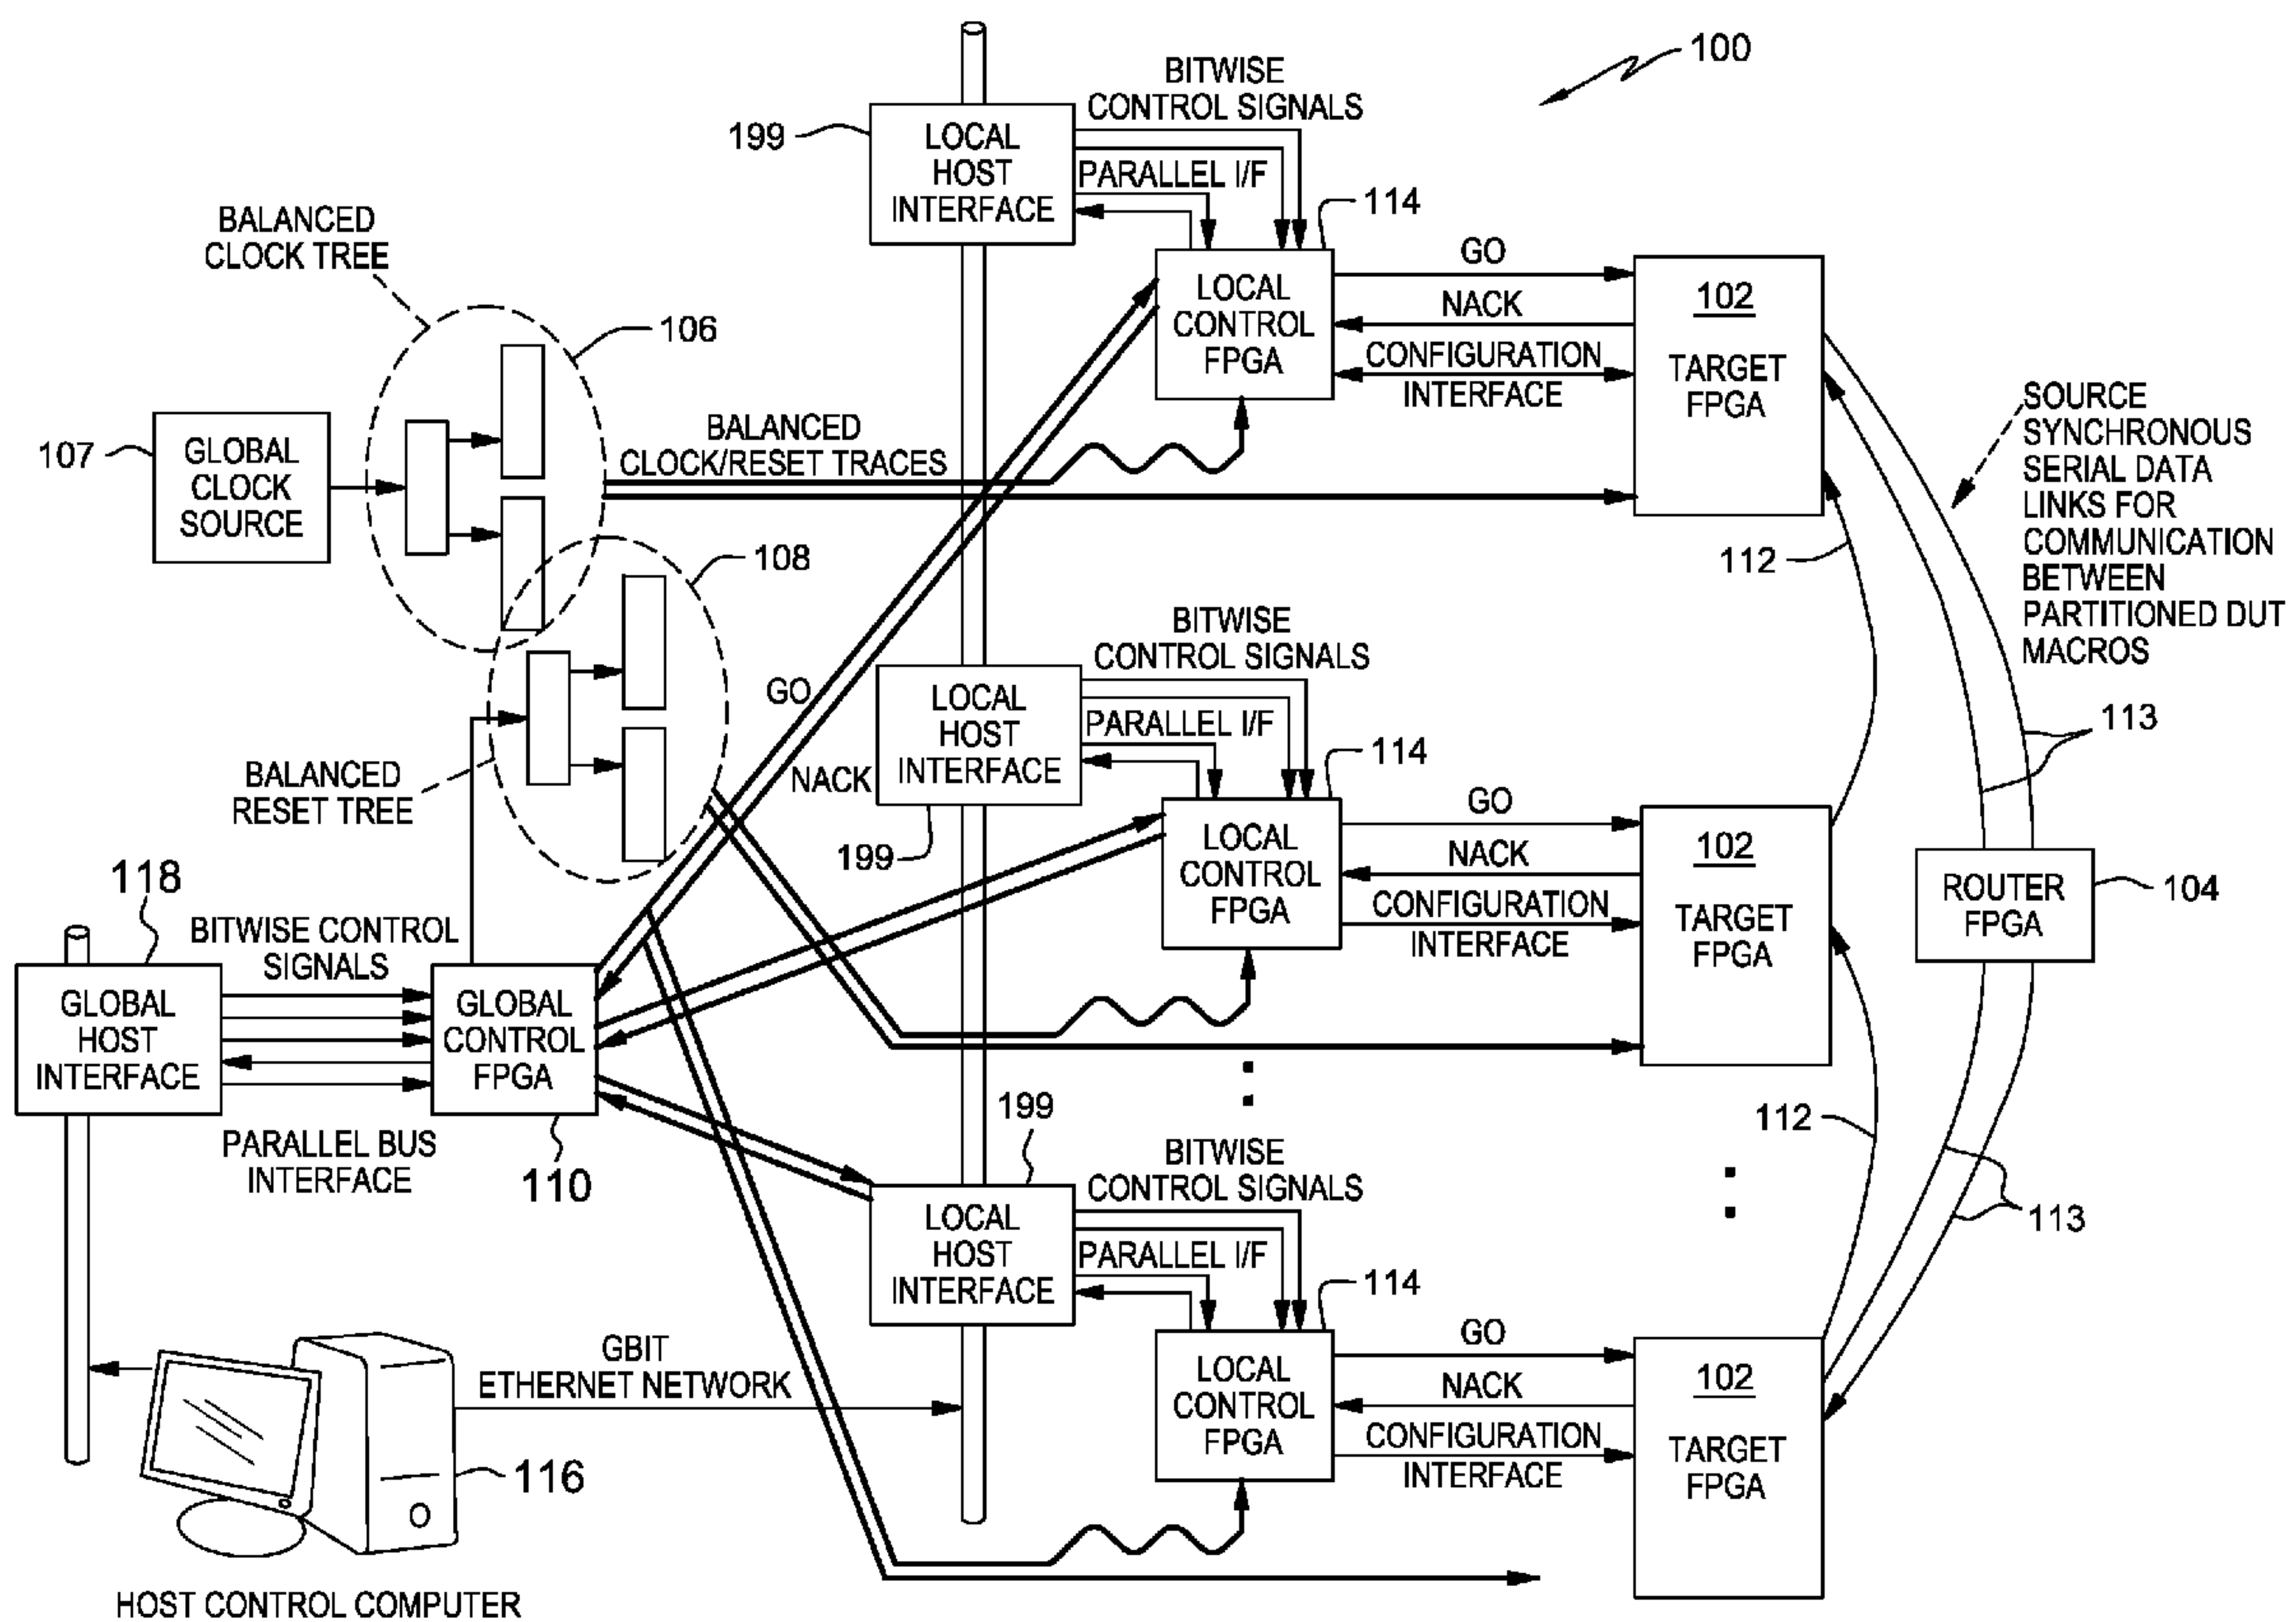 100
BITWISE
CONTROL SIGNALS
199
LOCAL
HOST
INTERFACE
PARALLEL I/F
114
BALANCED
CLOCK TREE
106
LOCAL
CONTROL
FPGA
GO
NACK
CONFIGURATION
INTERFACE
102
TARGET
FPGA
107
GLOBAL
CLOCK
SOURCE
BALANCED
CLOCK/RESET TRACES
SOURCE
SYNCHRONOUS
SERIAL DATA
LINKS FOR
COMMUNICATION
BETWEEN
PARTITIONED DUT
MACROS
108
112
BITWISE
CONTROL SIGNALS
GO
NACK
LOCAL
HOST
INTERFACE
PARALLEL I/F
199
114
113
BALANCED
RESET TREE
LOCAL
CONTROL
FPGA
GO
NACK
CONFIGURATION
INTERFACE
102
TARGET
FPGA
ROUTER
FPGA
104
118
BITWISE CONTROL
SIGNALS
GLOBAL
HOST
INTERFACE
GLOBAL
CONTROL
FPGA
PARALLEL BUS
INTERFACE
110
199
112
BITWISE
CONTROL SIGNALS
LOCAL
HOST
INTERFACE
PARALLEL I/F
114
113
LOCAL
CONTROL
FPGA
GO
NACK
CONFIGURATION
INTERFACE
102
TARGET
FPGA
GBIT
ETHERNET NETWORK
116
HOST CONTROL COMPUTER